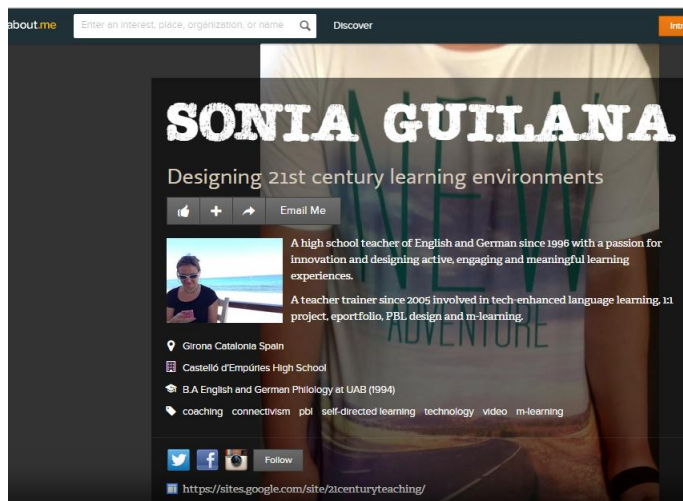 about.me Enter an interest, place, organization, or name Discover Intr
SONIA GUILANA
Designing 21st century learning environments
Email Me
A high school teacher of English and German since 1996 with a passion for
innovation and designing active, engaging and meaningful learning
experiences.
A teacher trainer since 2005 involved in tech-enhanced language learning, 1:1
project, eportfolio, PBL design and m-learning.
Girona Catalonia Spain
Castelló d'Empúries High School
B.A English and German Philology at UAB (1994)
coaching connectivism pbl self-directed learning technology video m-learning
Follow
https://sites.google.com/site/21centuryteaching/
NEW
ADVENTURE